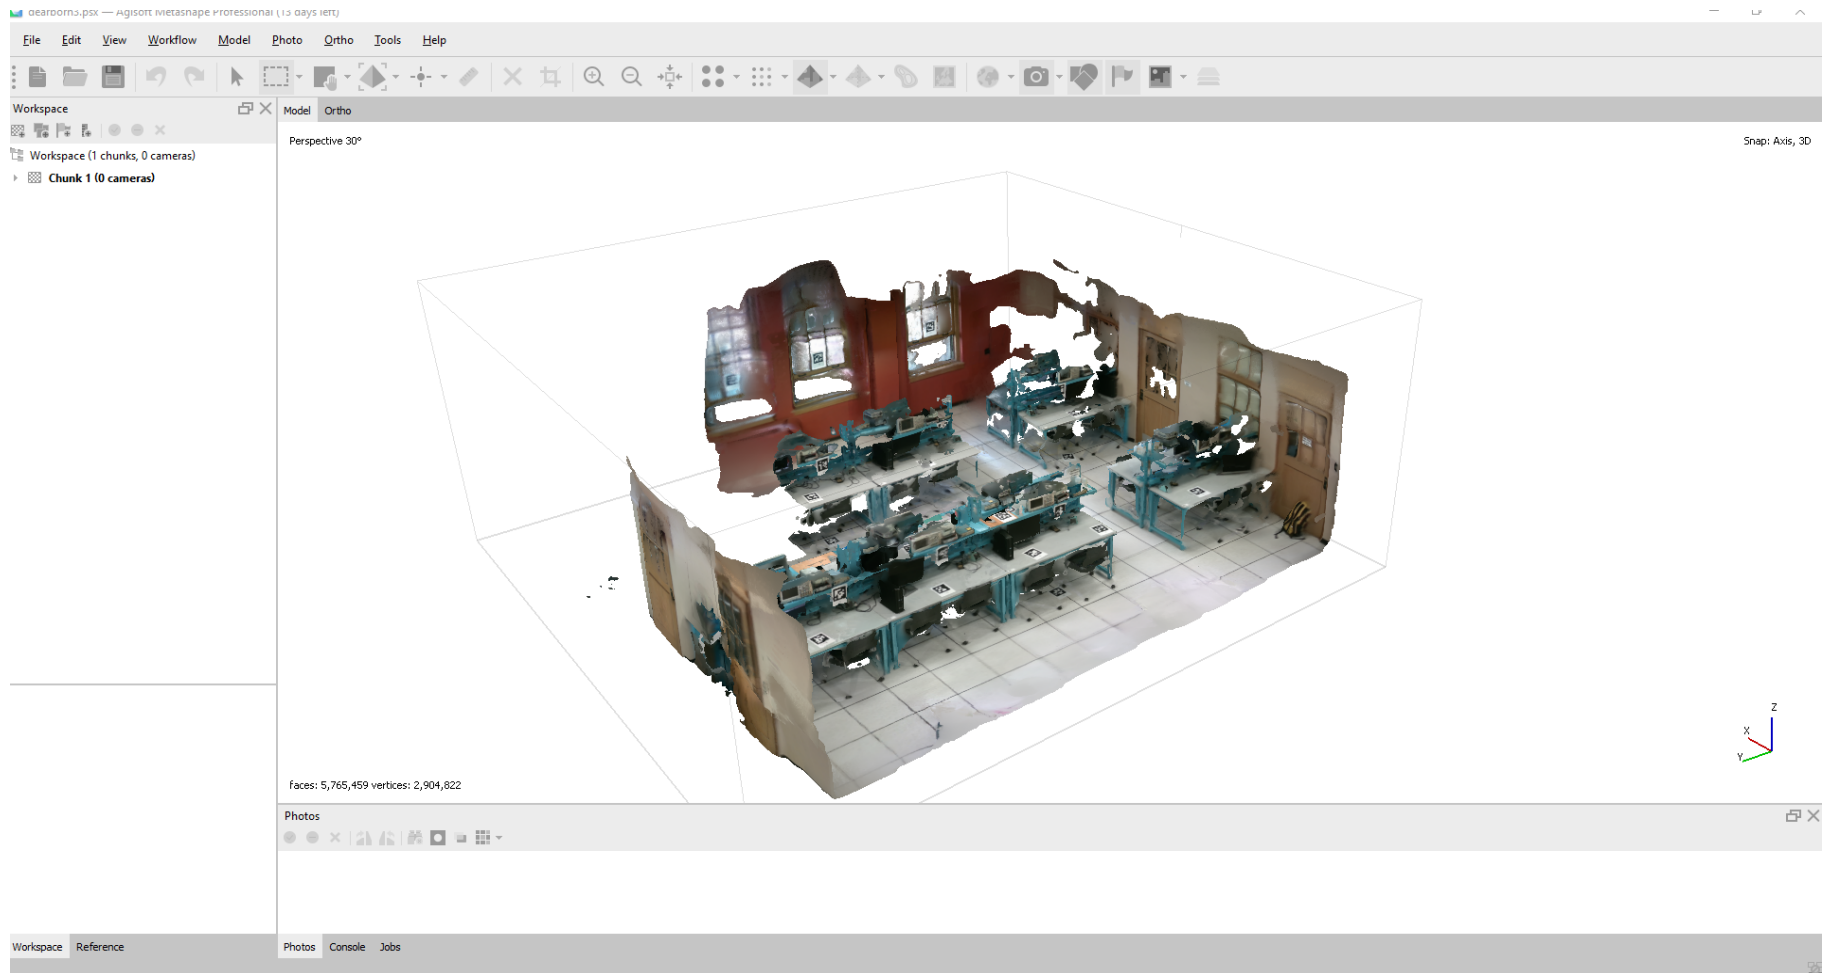 dearborn3.psx — Agisoft Metashape Professional (13 days left)
File Edit View Workflow Model Photo Ortho Tools Help
Workspace
Model Ortho
Perspective 30°
Snap: Axis, 3D
Workspace (1 chunks, 0 cameras)
Chunk 1 (0 cameras)
Z
X
Y
faces: 5,765,459 vertices: 2,904,822
Photos
Workspace Reference
Photos Console Jobs